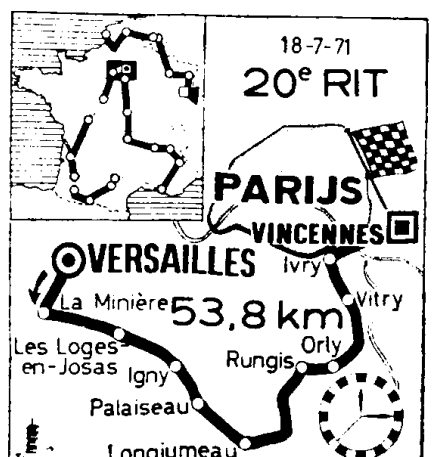 18-7-71
20e RIT
PARIJS
VINCENNES
VERSAILLES
Ivry
La Minière
53,8 km
Vitry
Les Loges-
en-Josas
Igny
Rungis
Orly
Palaiseau
Longjumeau